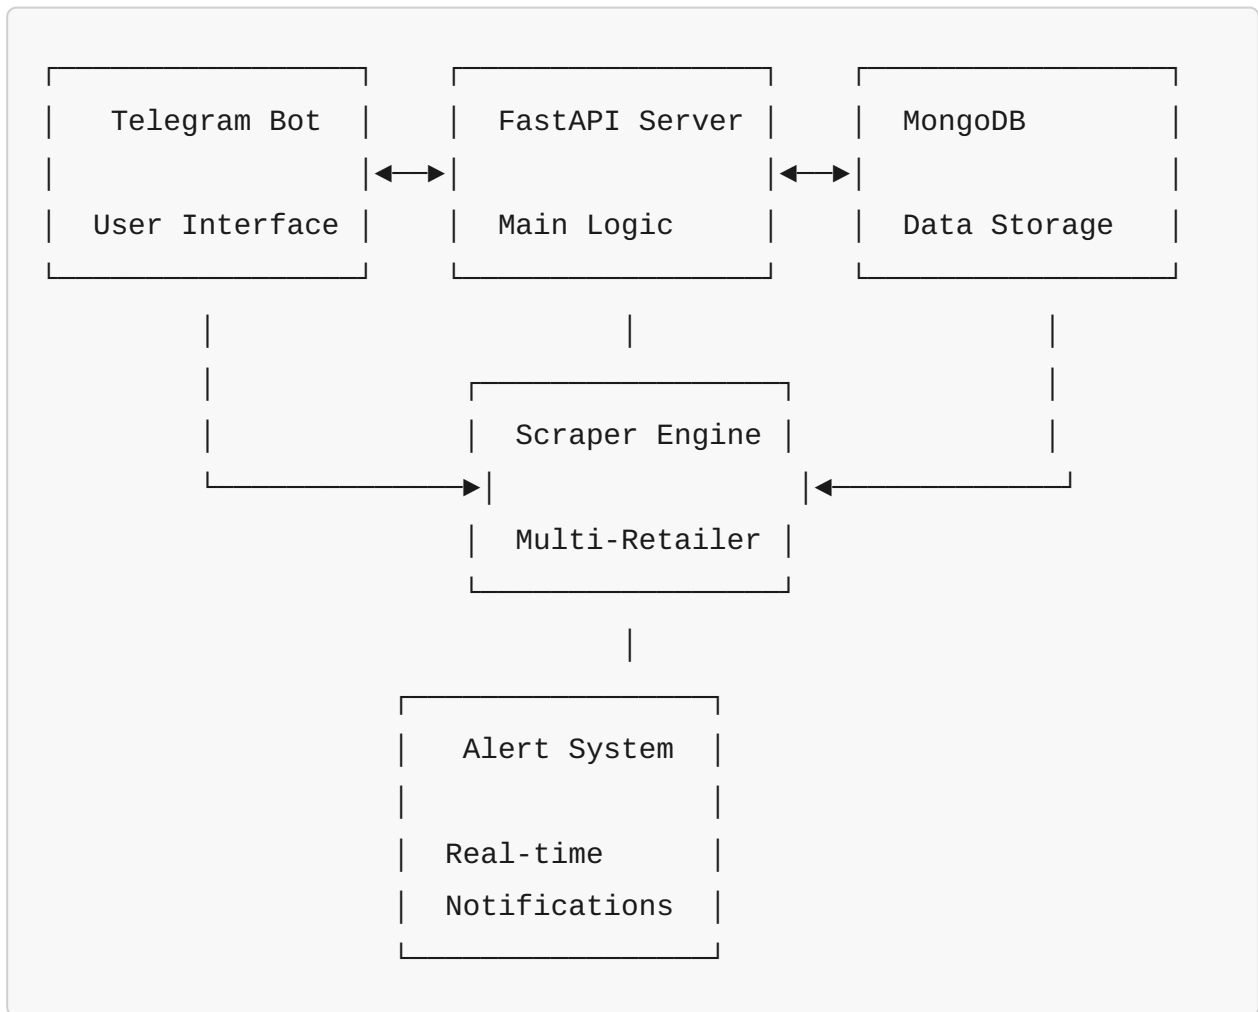 Telegram Bot FastAPI Server MongoDB
User Interface Main Logic Data Storage
Scraper Engine
Multi-Retailer
Alert System
Real-time
Notifications